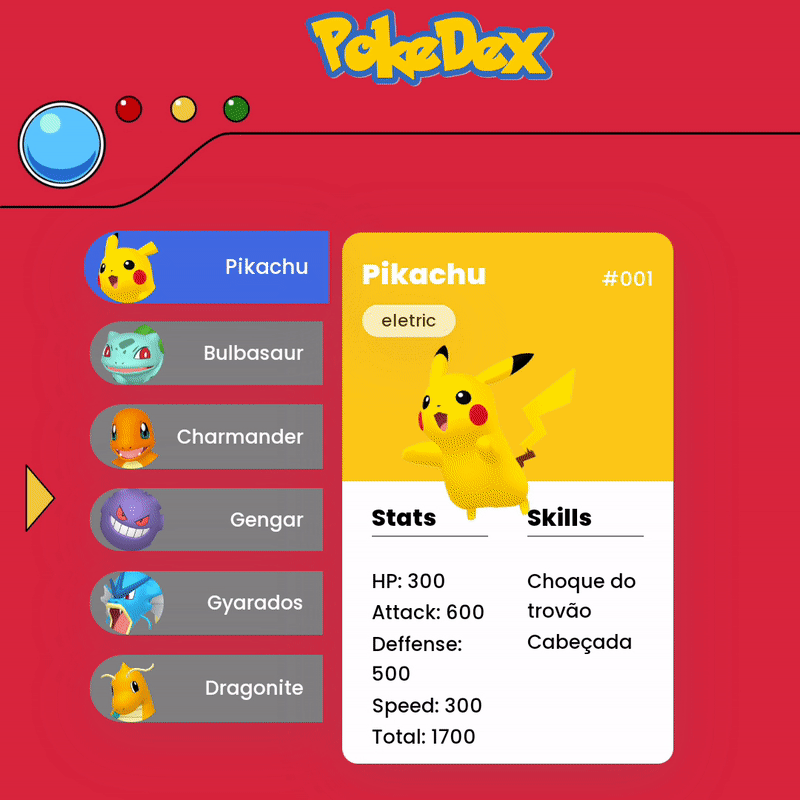 PokeDex
Pikachu
Bulbasaur
Charmander
Gengar
Gyarados
Dragonite
Pikachu
#001
eletric
Stats
HP: 300
Attack: 600
Deffense:
500
Speed: 300
Total: 1700
Skills
Choque do
trovão
Cabeçada